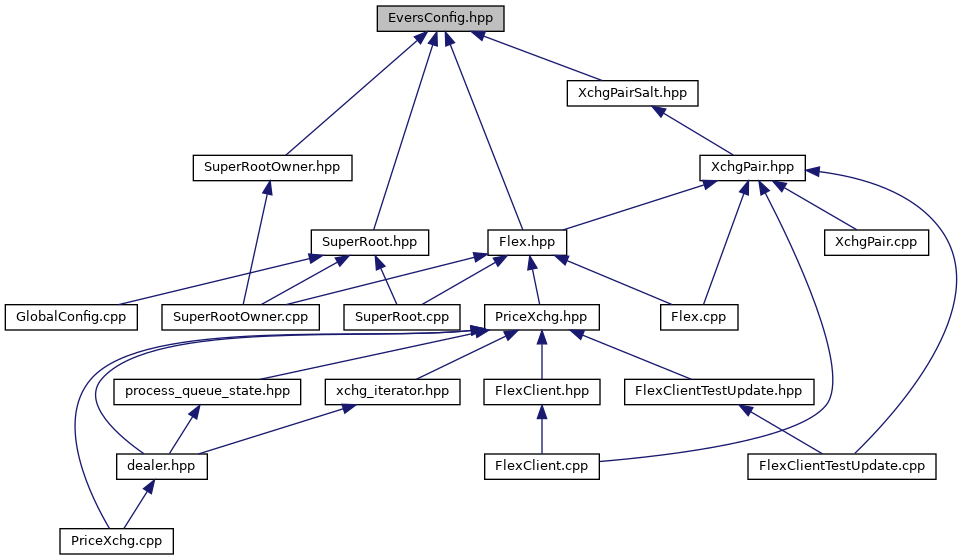 EversConfig.hpp
XchgPairSalt.hpp
SuperRootOwner.hpp
XchgPair.hpp
SuperRoot.hpp
Flex.hpp
XchgPair.cpp
GlobalConfig.cpp
SuperRootOwner.cpp
SuperRoot.cpp
PriceXchg.hpp
Flex.cpp
process_queue_state.hpp
xchg_iterator.hpp
FlexClient.hpp
FlexClientTestUpdate.hpp
dealer.hpp
FlexClient.cpp
FlexClientTestUpdate.cpp
PriceXchg.cpp